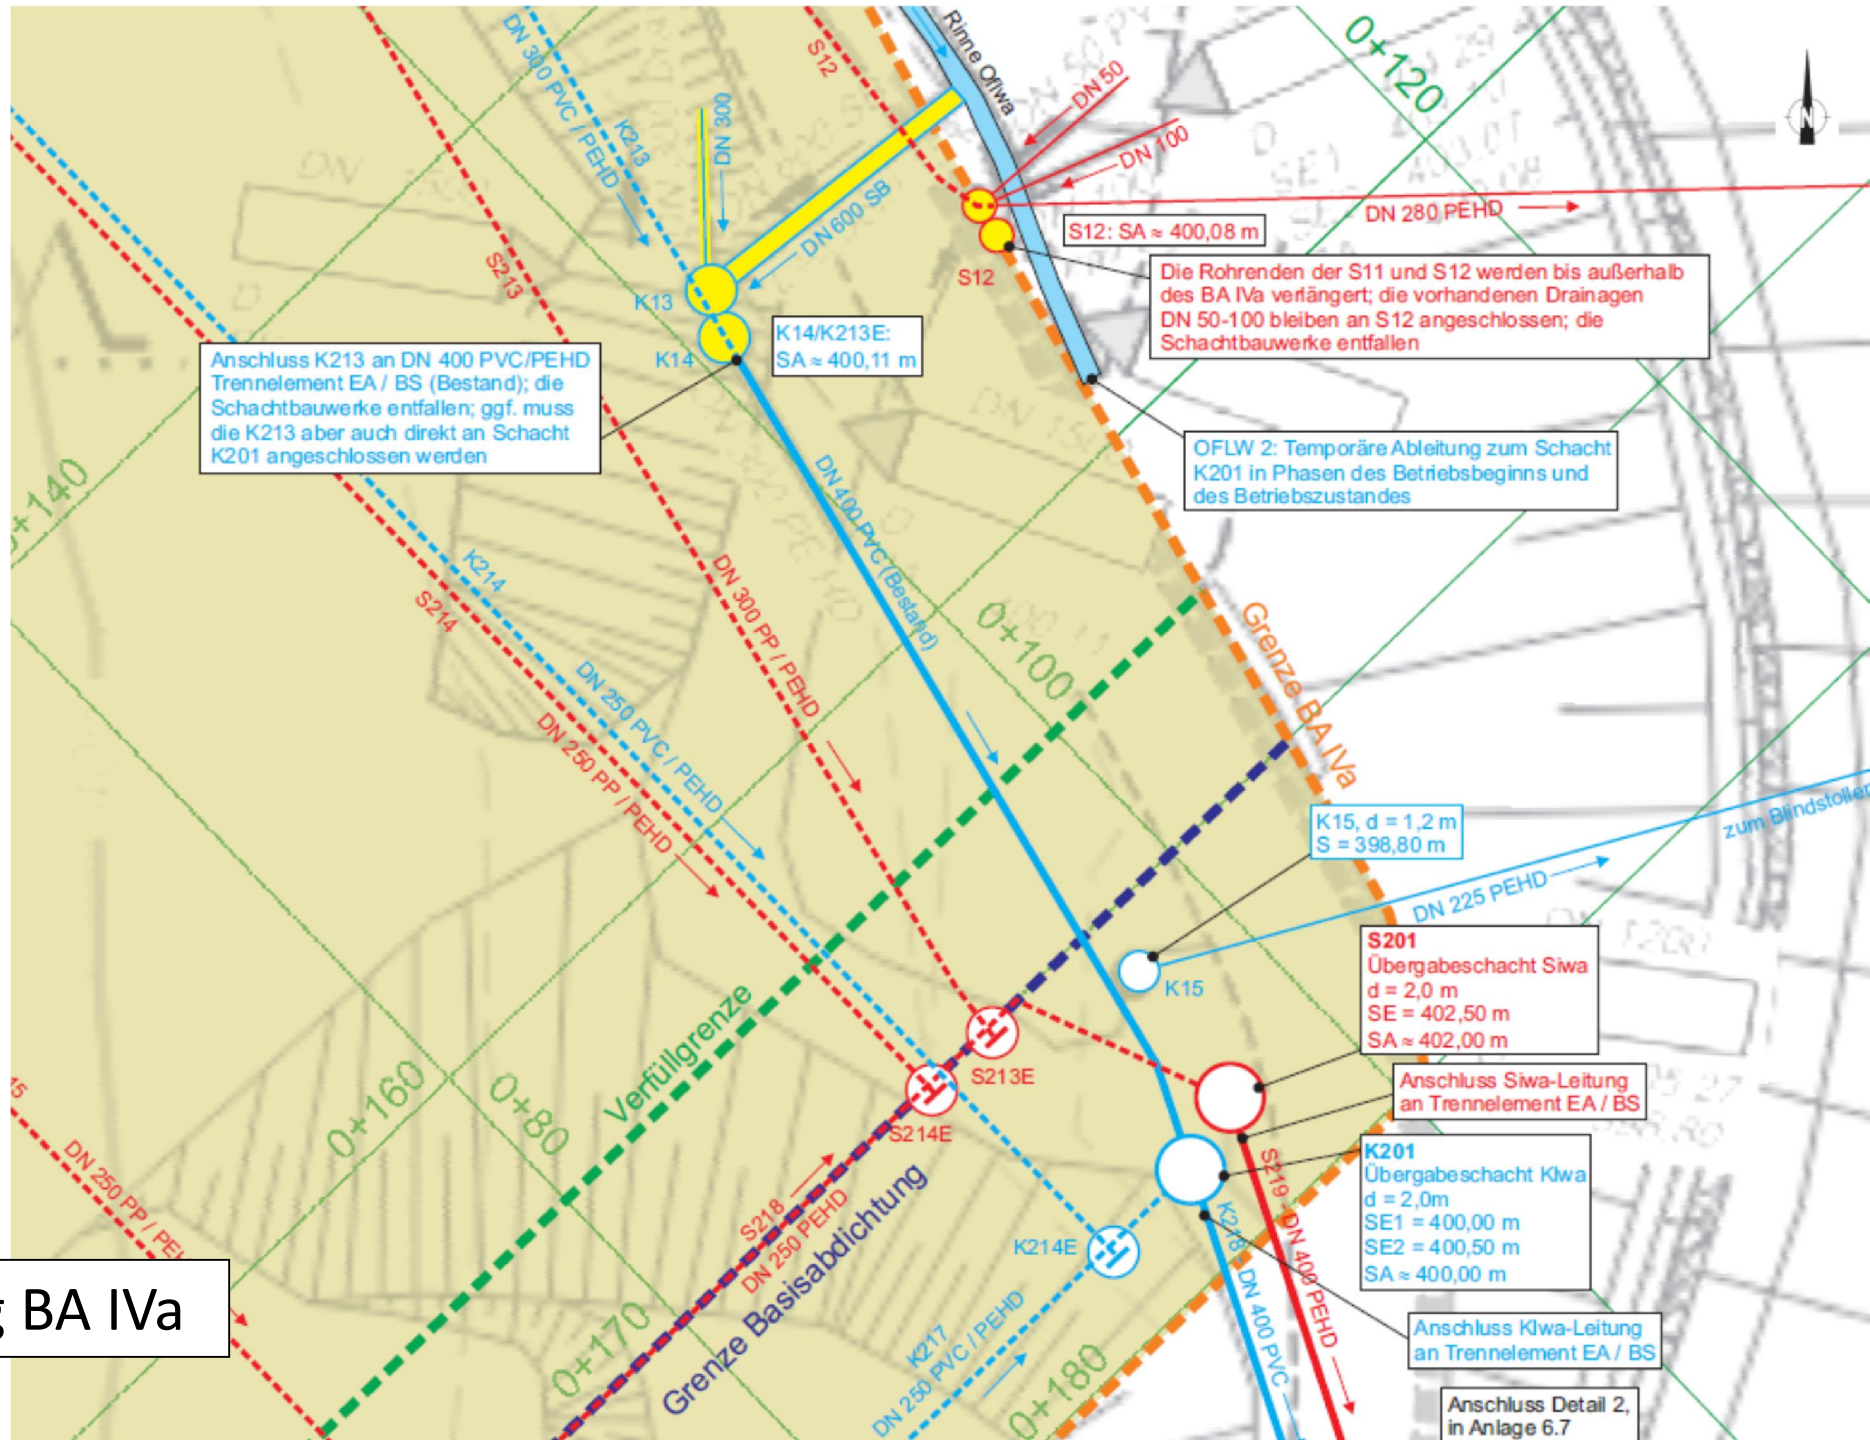 DN 300 PVC / PEHD
K213
DN 300
S12
Rinne Oflwa
DN 50
DN 100
0+120
N
DN 280 PEHD
S12: SA ≈ 400,08 m
S12
DN 600 SB
K13
K14
S213
K14/K213E:
SA ≈ 400,11 m
Die Rohrenden der S11 und S12 werden bis außerhalb
des BA IVa verlängert; die vorhandenen Drainagen
DN 50-100 bleiben an S12 angeschlossen; die
Schachtbauwerke entfallen
Anschluss K213 an DN 400 PVC/PEHD
Trennelement EA / BS (Bestand); die
Schachtbauwerke entfallen; ggf. muss
die K213 aber auch direkt an Schacht
K201 angeschlossen werden
OFLW 2: Temporäre Ableitung zum Schacht
K201 in Phasen des Betriebsbeginns und
des Betriebszustandes
0+140
K214
S214
DN 400 PVC (Bestand)
DN 300 PP / PEHD
0+100
Grenze BA IVa
DN 250 PVC / PEHD
DN 250 PP / PEHD
K15, d = 1,2 m
S = 398,80 m
zum Blindstollen
DN 225 PEHD
K15
S201
Übergabeschacht Siwa
d = 2,0 m
SE = 402,50 m
SA ≈ 402,00 m
Verfüllgrenze
S213E
S214E
0+160
0+80
Anschluss Siwa-Leitung
an Trennelement EA / BS
K201
Übergabeschacht KIwa
d = 2,0m
SE1 = 400,00 m
SE2 = 400,50 m
SA ≈ 400,00 m
15
DN 250 PP / PEH
S218
DN 250 PEHD
Grenze Basisabdichtung
K214E
K218, DN 400 PVC
S219 - DN 400 PEHD
K217
DN 250 PVC / PEHD
0+170
0+180
g BA IVa
Anschluss KIwa-Leitung
an Trennelement EA / BS
Anschluss Detail 2,
in Anlage 6.7